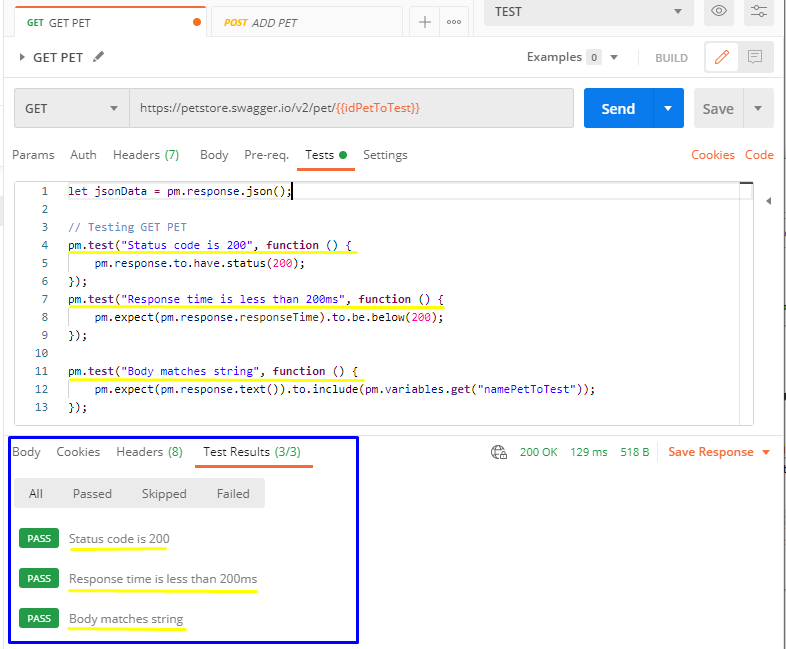 GET GET PET POST ADD PET TEST
GET PET Examples 0 BUILD
GET https://petstore.swagger.io/v2/pet/{{idPetToTest}} Send Save
Params Auth Headers (7) Body Pre-req. Tests Settings Cookies Code
1 let jsonData = pm.response.json();
2
3 // Testing GET PET
4 pm.test("Status code is 200", function () {
5 pm.response.to.have.status(200);
6 });
7 pm.test("Response time is less than 200ms", function () {
8 pm.expect(pm.response.responseTime).to.be.below(200);
9 });
10
11 pm.test("Body matches string", function () {
12 pm.expect(pm.response.text()).to.include(pm.variables.get("namePetToTest"));
13 });
Body Cookies Headers (8) Test Results (3/3) 200 OK 129 ms 518 B Save Response
All Passed Skipped Failed
PASS Status code is 200
PASS Response time is less than 200ms
PASS Body matches string